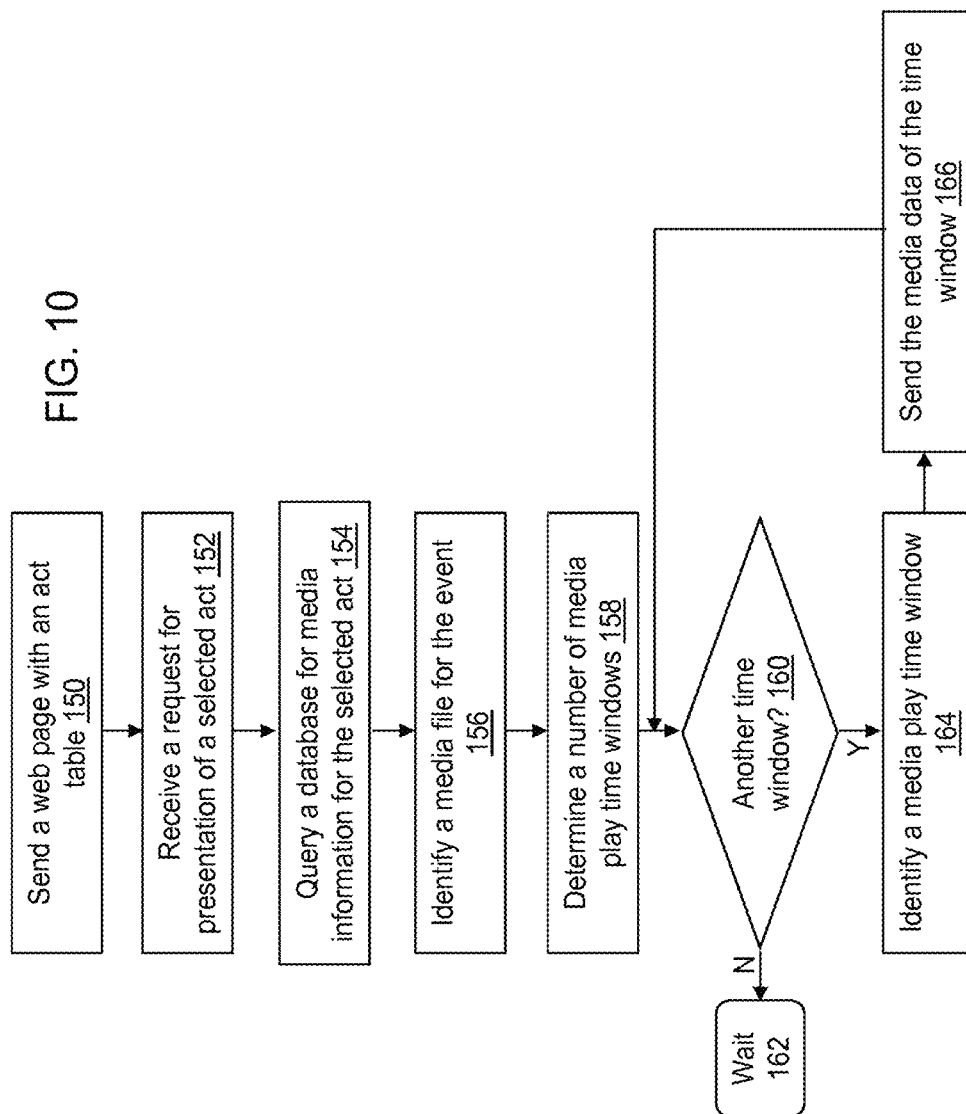 FIG. 10
Send a web page with an act
table 150
Receive a request for
presentation of a selected act 152
Query a database for media
information for the selected act 154
Identify a media file for the event
156
Determine a number of media
play time windows 158
Another time
window? 160
N
Wait
162
Y
Identify a media play time window
164
Send the media data of the time
window 166